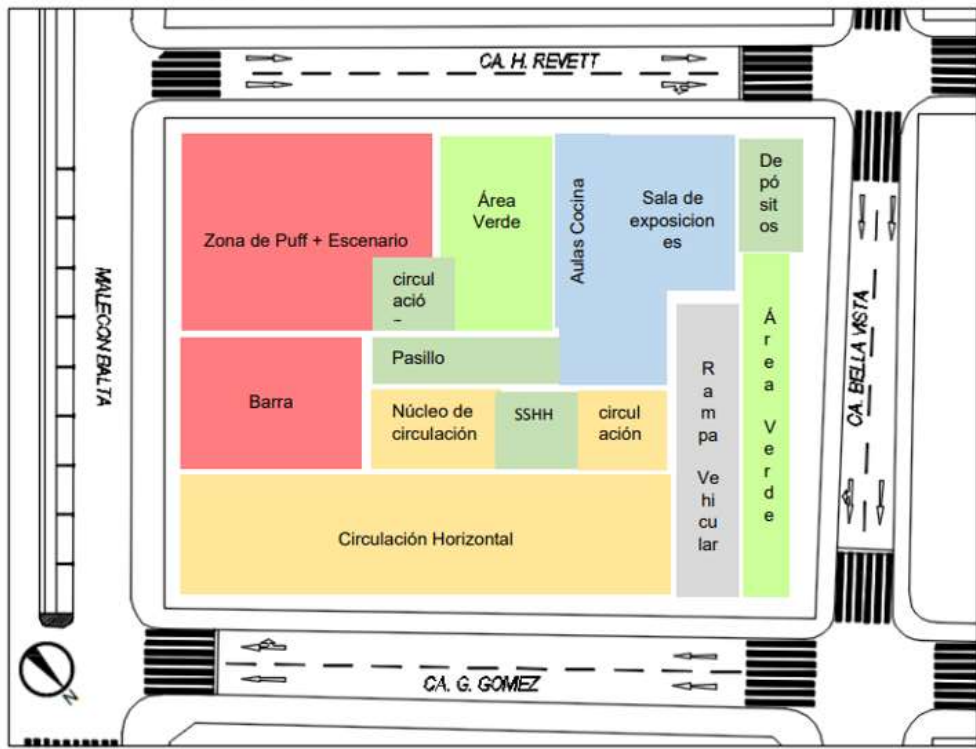 CA. H. REVETT
MALECON BALTA
Zona de Puff + Escenario
Área
Verde
Aulas Cocina
Sala de
exposicion
es
De
pó
sit
os
circul
ació
Pasillo
Barra
Núcleo de
circulación
SSHH
circul
ación
R
a
m
pa
Ve
hi
cu
lar
Á
r
e
a
V
e
r
d
e
CA. BELLA VISTA
Circulación Horizontal
CA. G. GOMEZ
N